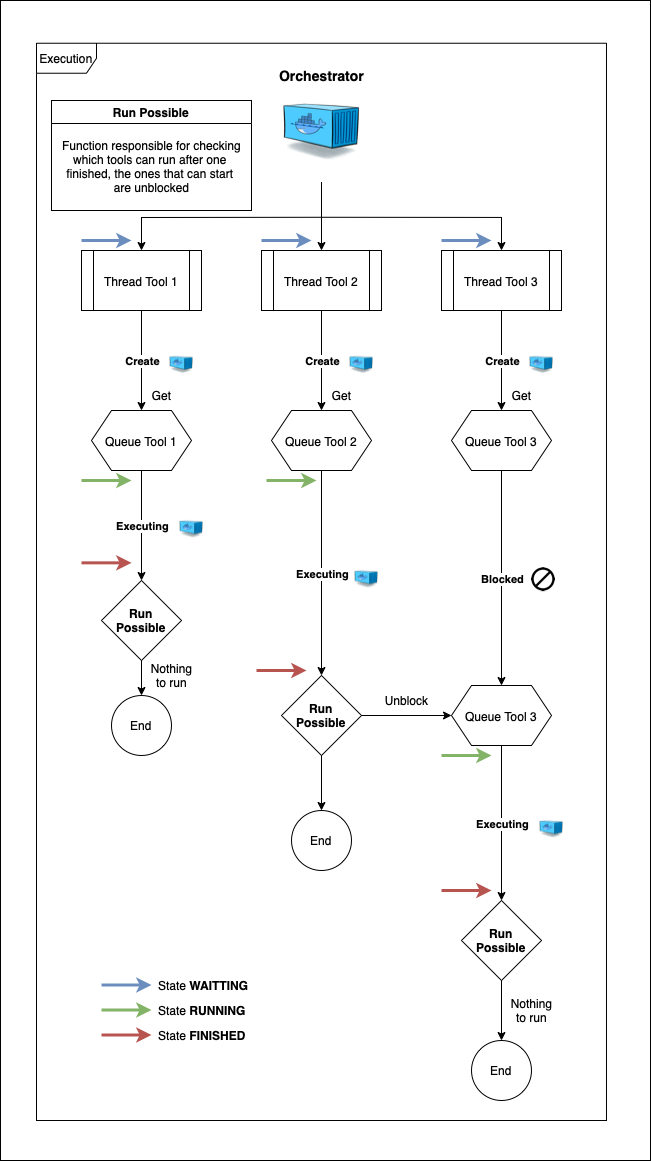 Execution
Orchestrator
Run Possible
Function responsible for checking
which tools can run after one
finished, the ones that can start
are unblocked
Thread Tool 1
Thread Tool 2
Thread Tool 3
Create
Create
Create
Get
Get
Get
Queue Tool 1
Queue Tool 2
Queue Tool 3
Executing
Executing
Blocked
Run
Possible
Nothing
to run
End
Run
Possible
Unblock
Queue Tool 3
End
Executing
Run
Possible
Nothing
to run
End
State WAITTING
State RUNNING
State FINISHED